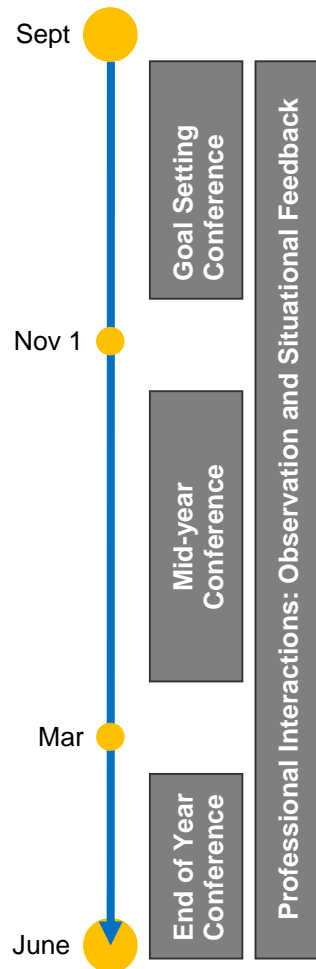 Sept
Goal Setting
Conference
Professional Interactions: Observation and Situational Feedback
Nov 1
Mid-year
Conference
Mar
End of Year
Conference
June